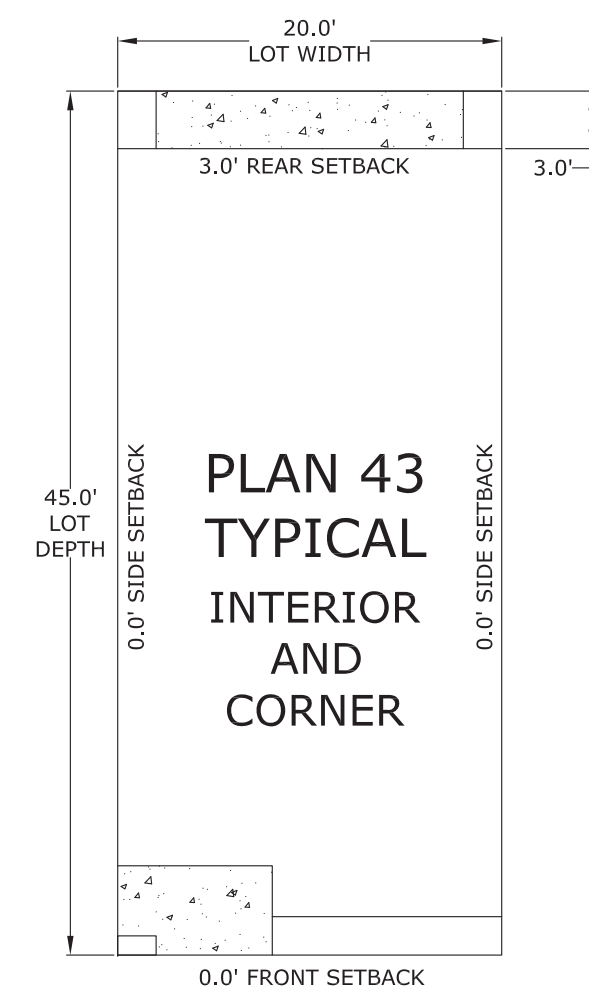 20.0'
LOT WIDTH
3.0' REAR SETBACK
3.0'
45.0'
LOT
DEPTH
0.0' SIDE SETBACK
0.0' SIDE SETBACK
PLAN 43
TYPICAL
INTERIOR
AND
CORNER
0.0' FRONT SETBACK